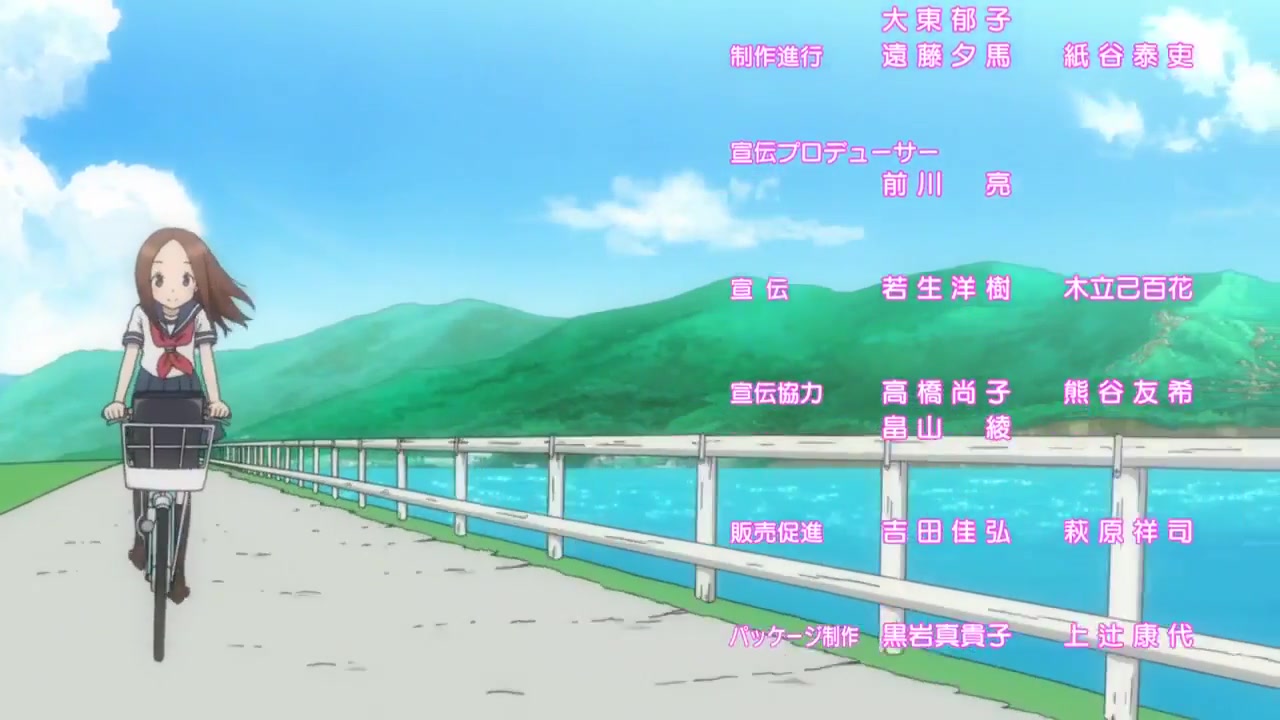 大東郁子
制作進行 遠藤夕馬 紙谷泰吏
宣伝プロデューサー
前川 亮
宣伝 若生洋樹 木立己百花
宣伝協力 高橋尚子 熊谷友希
畠山 綾
販売促進 吉田佳弘 萩原祥司
パッケージ制作 黒岩真貴子 上辻康代